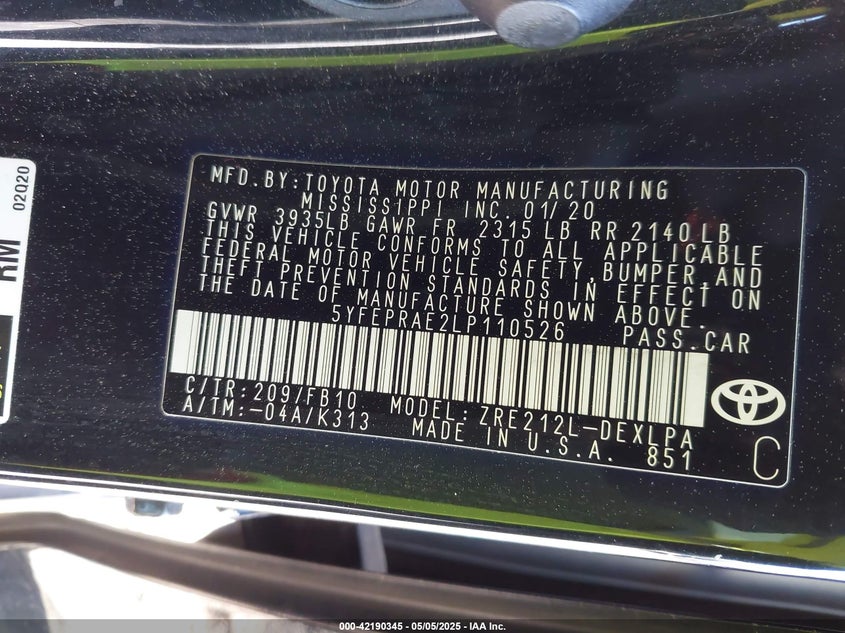 02020
RM
MFD.BY:TOYOTA MOTOR MANUFACTURING
MISSISSIPPI INC. 01/20
GVWR 3935LB GAWR FR 2315 LB RR 2140 LB
THIS VEHICLE CONFORMS TO ALL APPLICABLE
FEDERAL MOTOR VEHICLE SAFETY,BUMPER,AND
THEFT PREVENTION STANDARDS IN EFFECT ON
THE DATE OF MANUFACTURE SHOWN ABOVE.
5YFEPRAE2LP110526 PASS.CAR
C/TR:209/FB10 MODEL: ZRE212L-DEXLPA
A/TM:-04A/K313 MADE IN U.S.A. 851
C
000-42190345 - 05/05/2025 - IAA Inc.